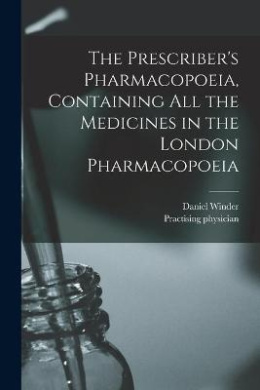 The Prescriber's
Pharmacopoeia,
Containing All the
Medicines in the
London
Pharmacopoeia
Daniel Winder
Practising physician